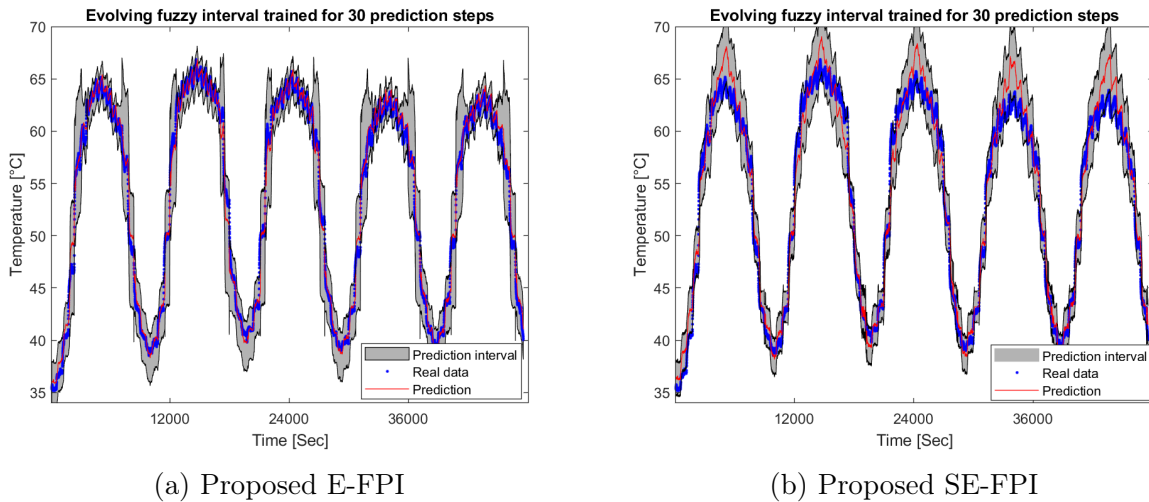 Evolving fuzzy interval trained for 30 prediction steps
70
65
60
55
50
45
40
35
Temperature [°C]
12000
24000
36000
Time [Sec]
Prediction interval
Real data
Prediction
(a) Proposed E-FPI
Evolving fuzzy interval trained for 30 prediction steps
70
65
60
55
50
45
40
35
Temperature [°C]
12000
24000
36000
Time [Sec]
Prediction interval
Real data
Prediction
(b) Proposed SE-FPI